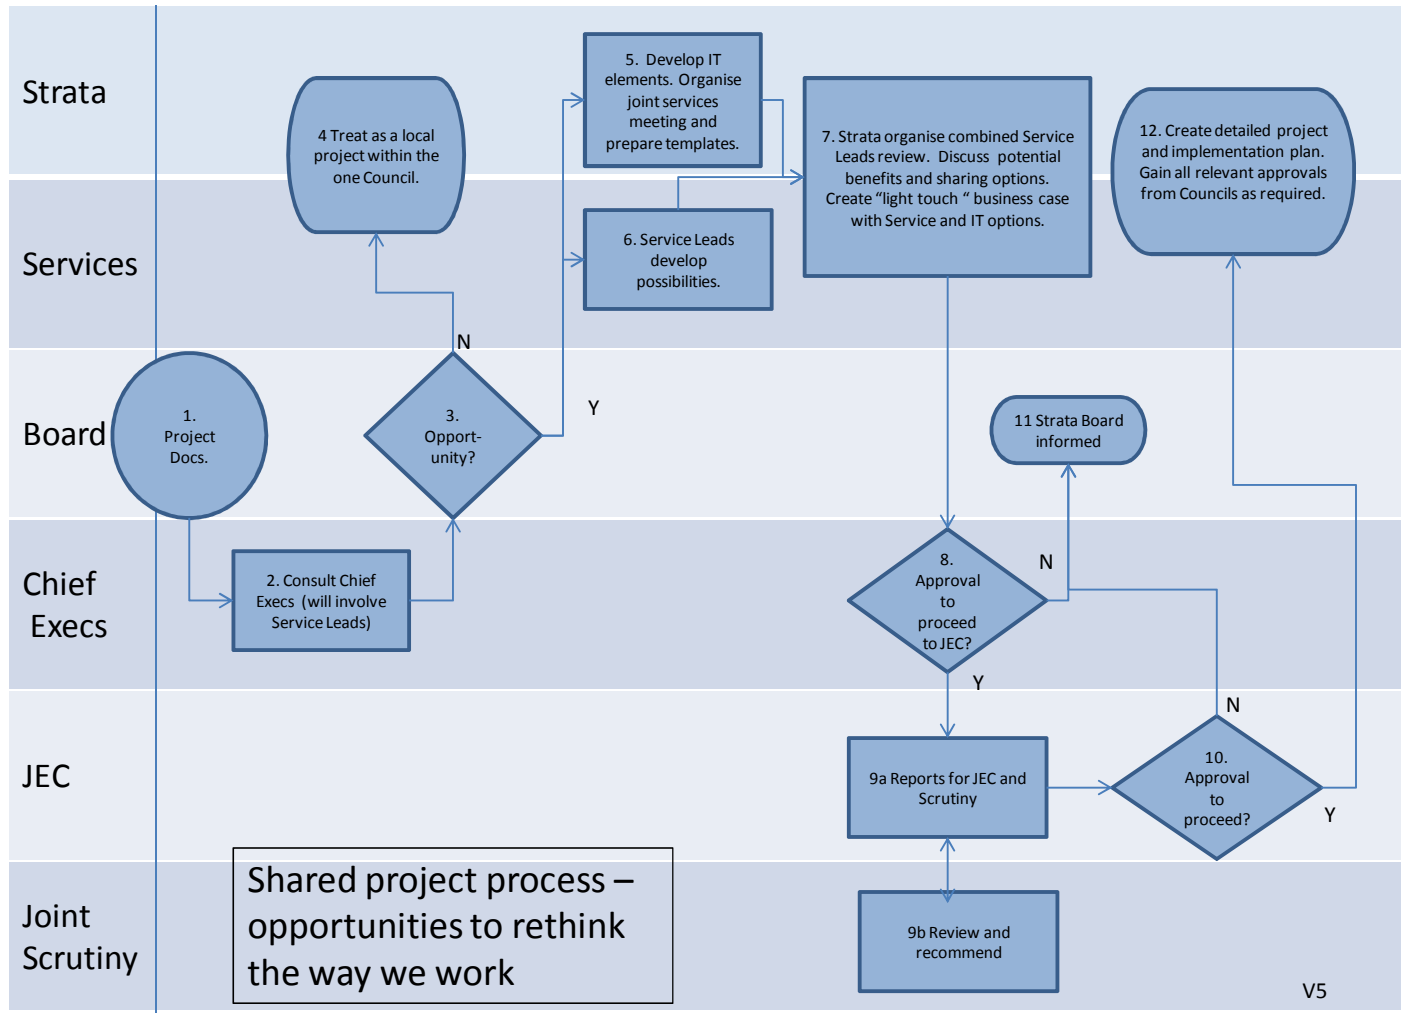 Strata
Services
Board
Chief
Execs
JEC
Joint
Scrutiny
1.
Project
Docs.
2. Consult Chief
Execs (will involve
Service Leads)
3.
Opport-
unity?
N
Y
4 Treat as a local
project within the
one Council.
5. Develop IT
elements. Organise
joint services
meeting and
prepare templates.
6. Service Leads
develop
possibilities.
7. Strata organise combined Service
Leads review. Discuss potential
benefits and sharing options.
Create “light touch “ business case
with Service and IT options.
8.
Approval
to
proceed
to JEC?
N
Y
9a Reports for JEC and
Scrutiny
9b Review and
recommend
10.
Approval
to
proceed?
N
Y
11 Strata Board
informed
12. Create detailed project
and implementation plan.
Gain all relevant approvals
from Councils as required.
Shared project process –
opportunities to rethink
the way we work
V5